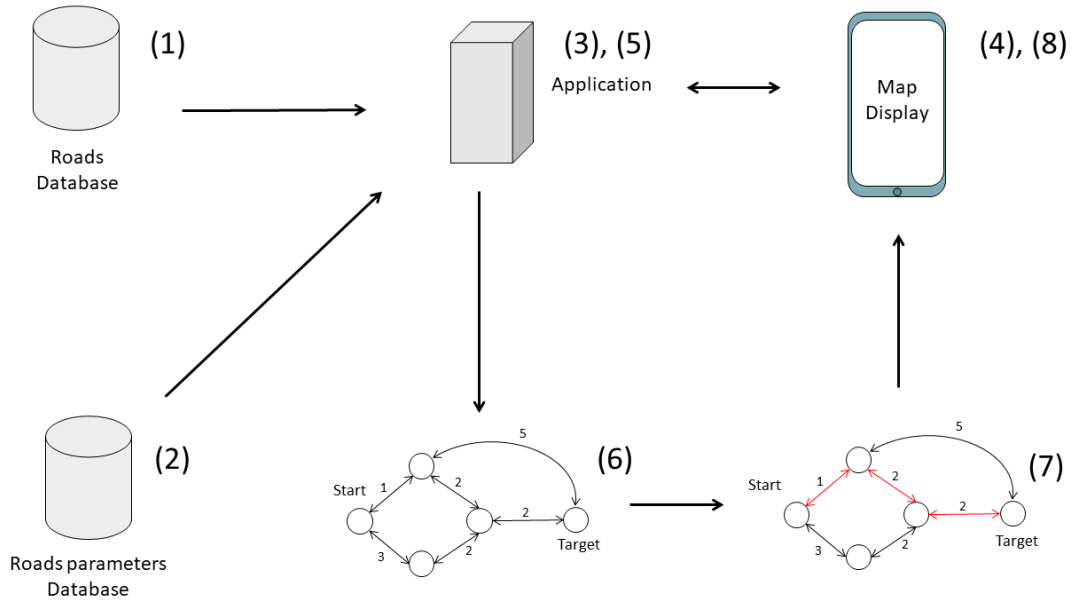 (1)
Roads
Database
(3), (5)
Application
(4), (8)
Map
Display
(2)
Roads parameters
Database
(6)
5
Start
1
2
2
3
2
Target
(7)
5
Start
1
2
2
3
2
Target